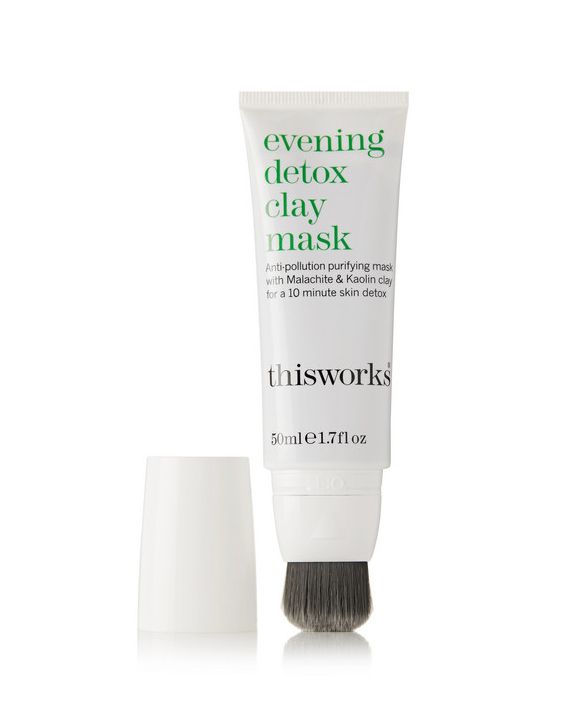 evening
detox
clay
mask
Anti-pollution purifying mask
with Malachite & Kaolin clay
for a 10 minute skin detox
thisworks®
50ml e 1.7fl oz